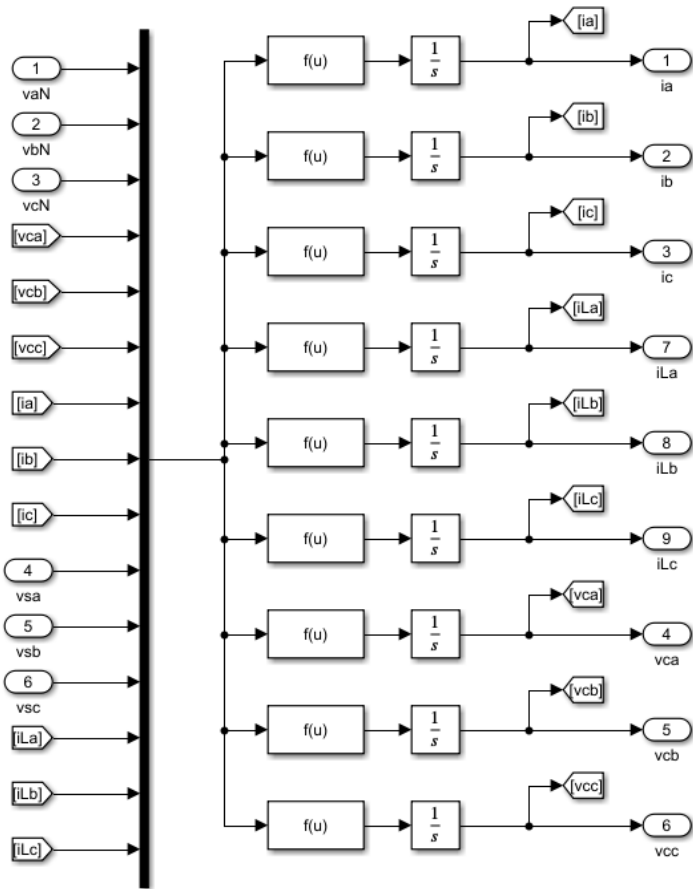 1
vaN
2
vbN
3
vcN
[vca]
[vcb]
[vcc]
[ia]
[ib]
[ic]
4
vsa
5
vsb
6
vsc
[iLa]
[iLb]
[iLc]
f(u)
1
s
[ia]
1
ia
f(u)
1
s
[ib]
2
ib
f(u)
1
s
[ic]
3
ic
f(u)
1
s
[iLa]
7
iLa
f(u)
1
s
[iLb]
8
iLb
f(u)
1
s
[iLc]
9
iLc
f(u)
1
s
[vca]
4
vca
f(u)
1
s
[vcb]
5
vcb
f(u)
1
s
[vcc]
6
vcc